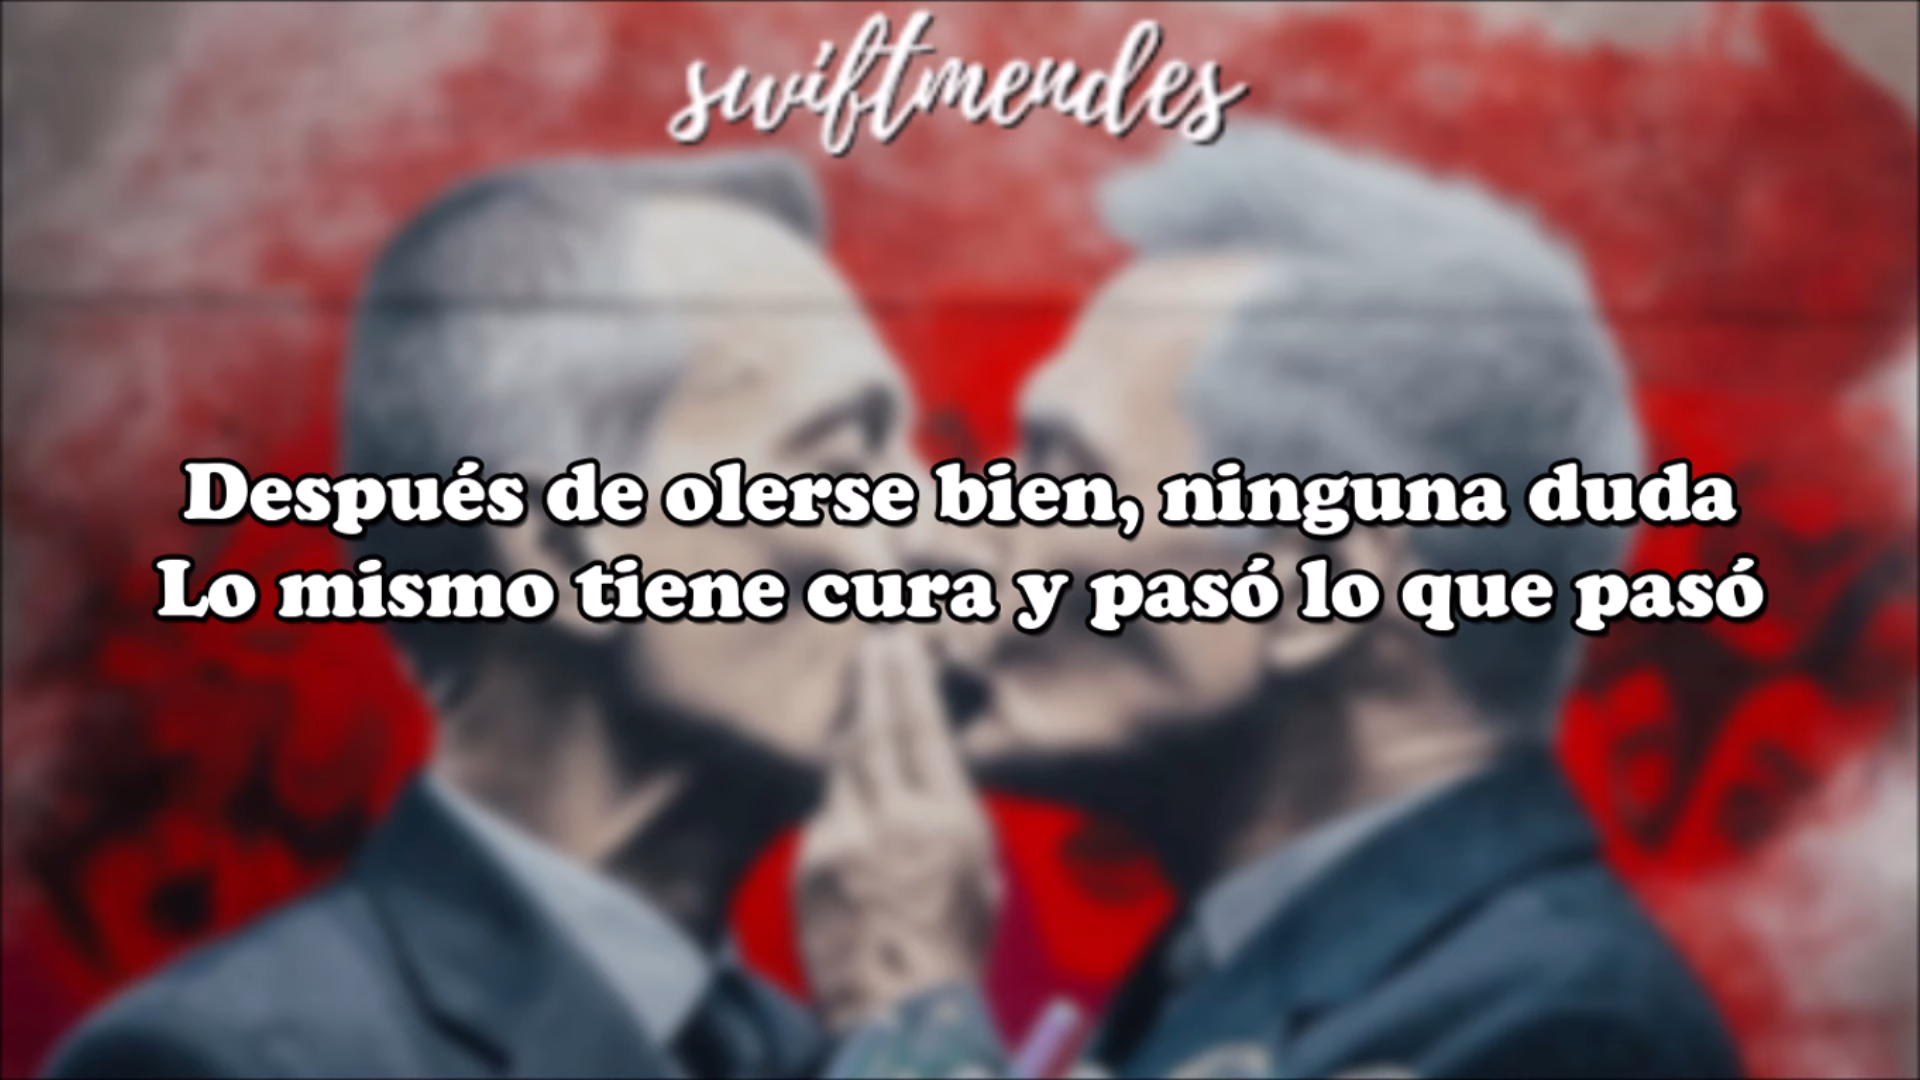 swiftmendes
Después de olerse bien, ninguna duda
Lo mismo tiene cura y pasó lo que pasó